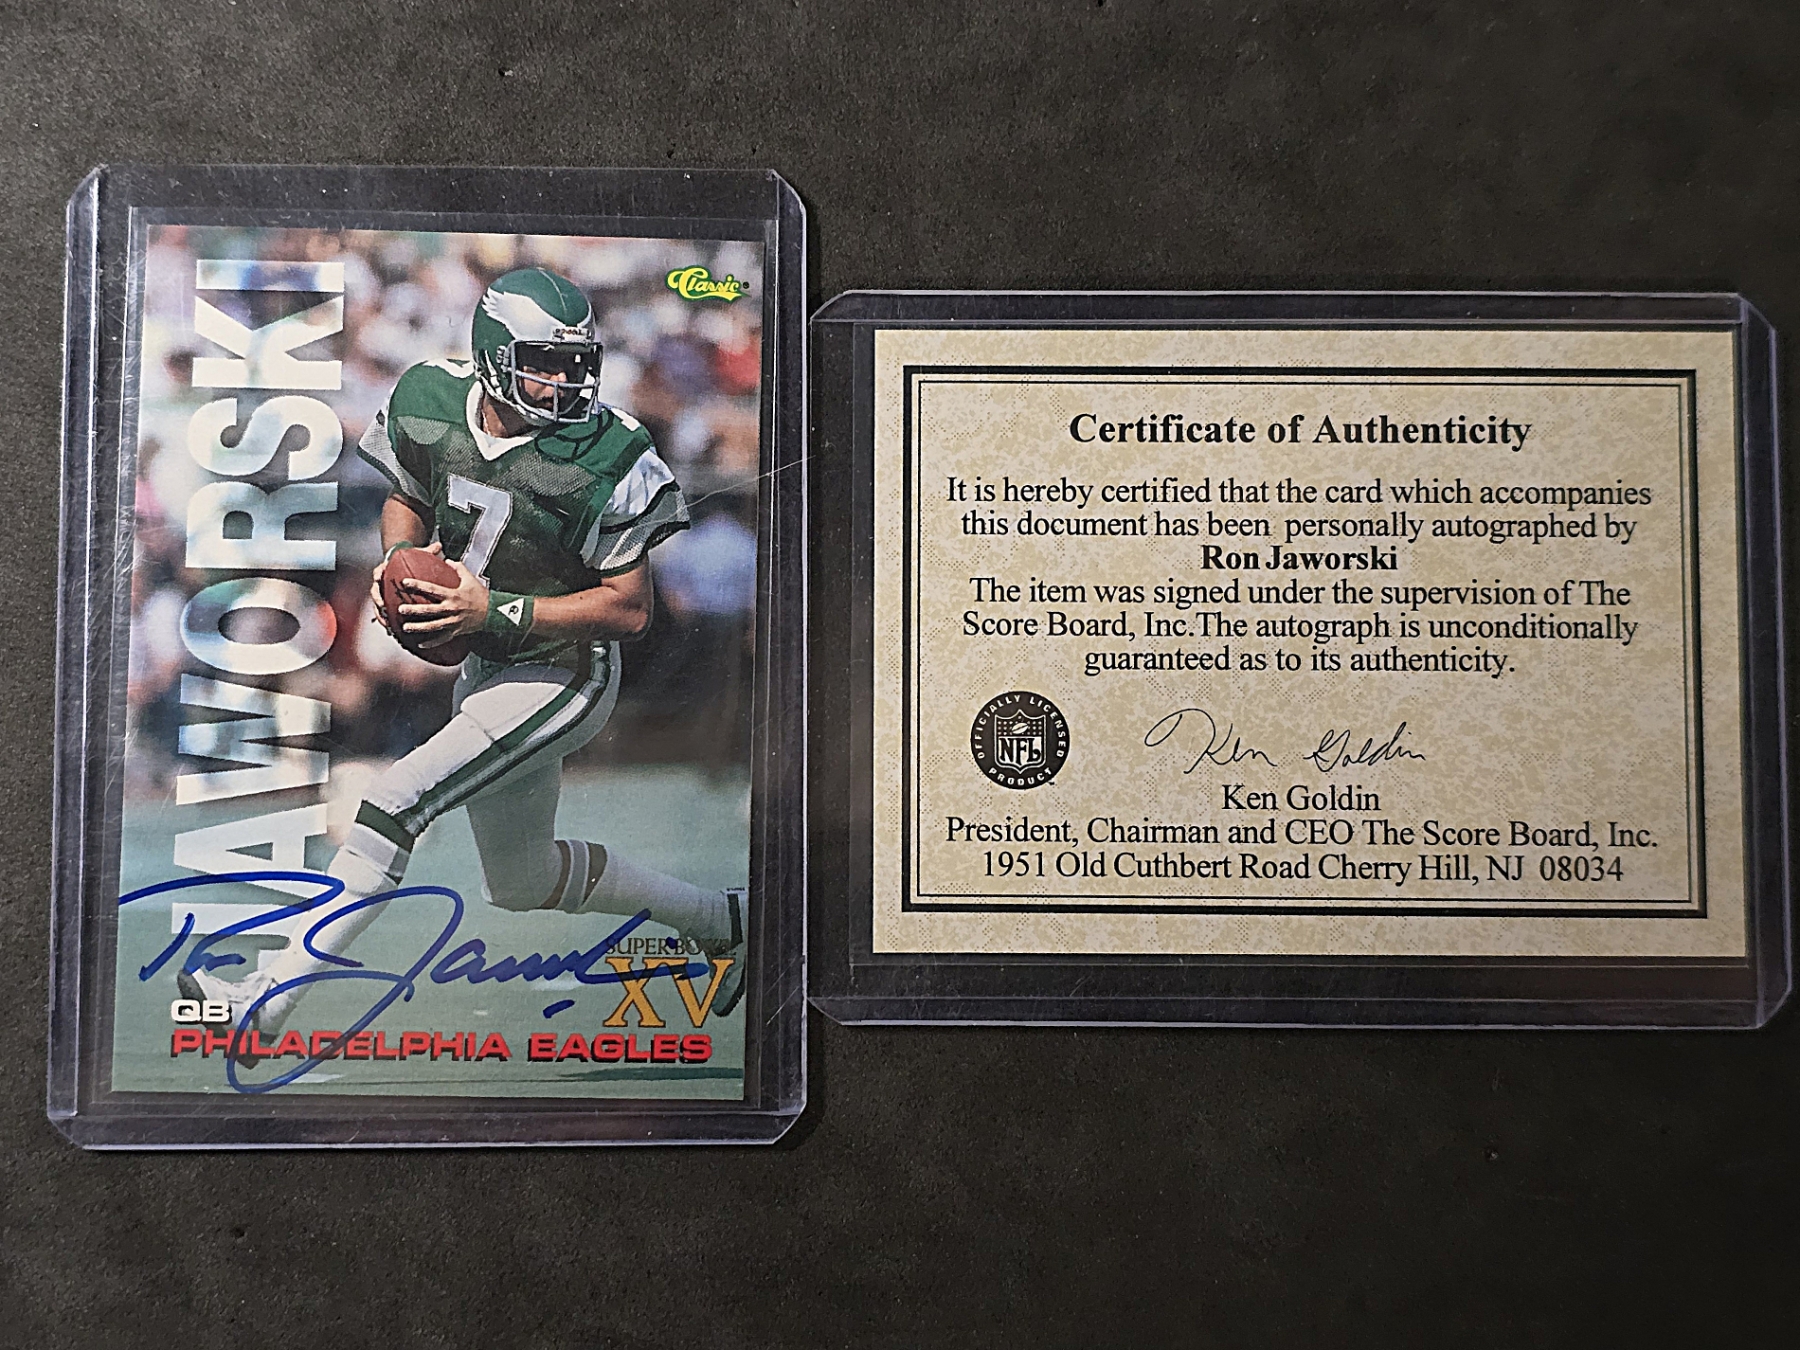 JAWORSKI
Classic
7
Ron Jaworski
SUPER BOWL
XV
QB
PHILADELPHIA EAGLES
Certificate of Authenticity
It is hereby certified that the card which accompanies
this document has been personally autographed by
Ron Jaworski
The item was signed under the supervision of The
Score Board, Inc.The autograph is unconditionally
guaranteed as to its authenticity.
OFFICIALLY LICENSED
NFL
PRODUCT
Ken Goldin
Ken Goldin
President, Chairman and CEO The Score Board, Inc.
1951 Old Cuthbert Road Cherry Hill, NJ 08034